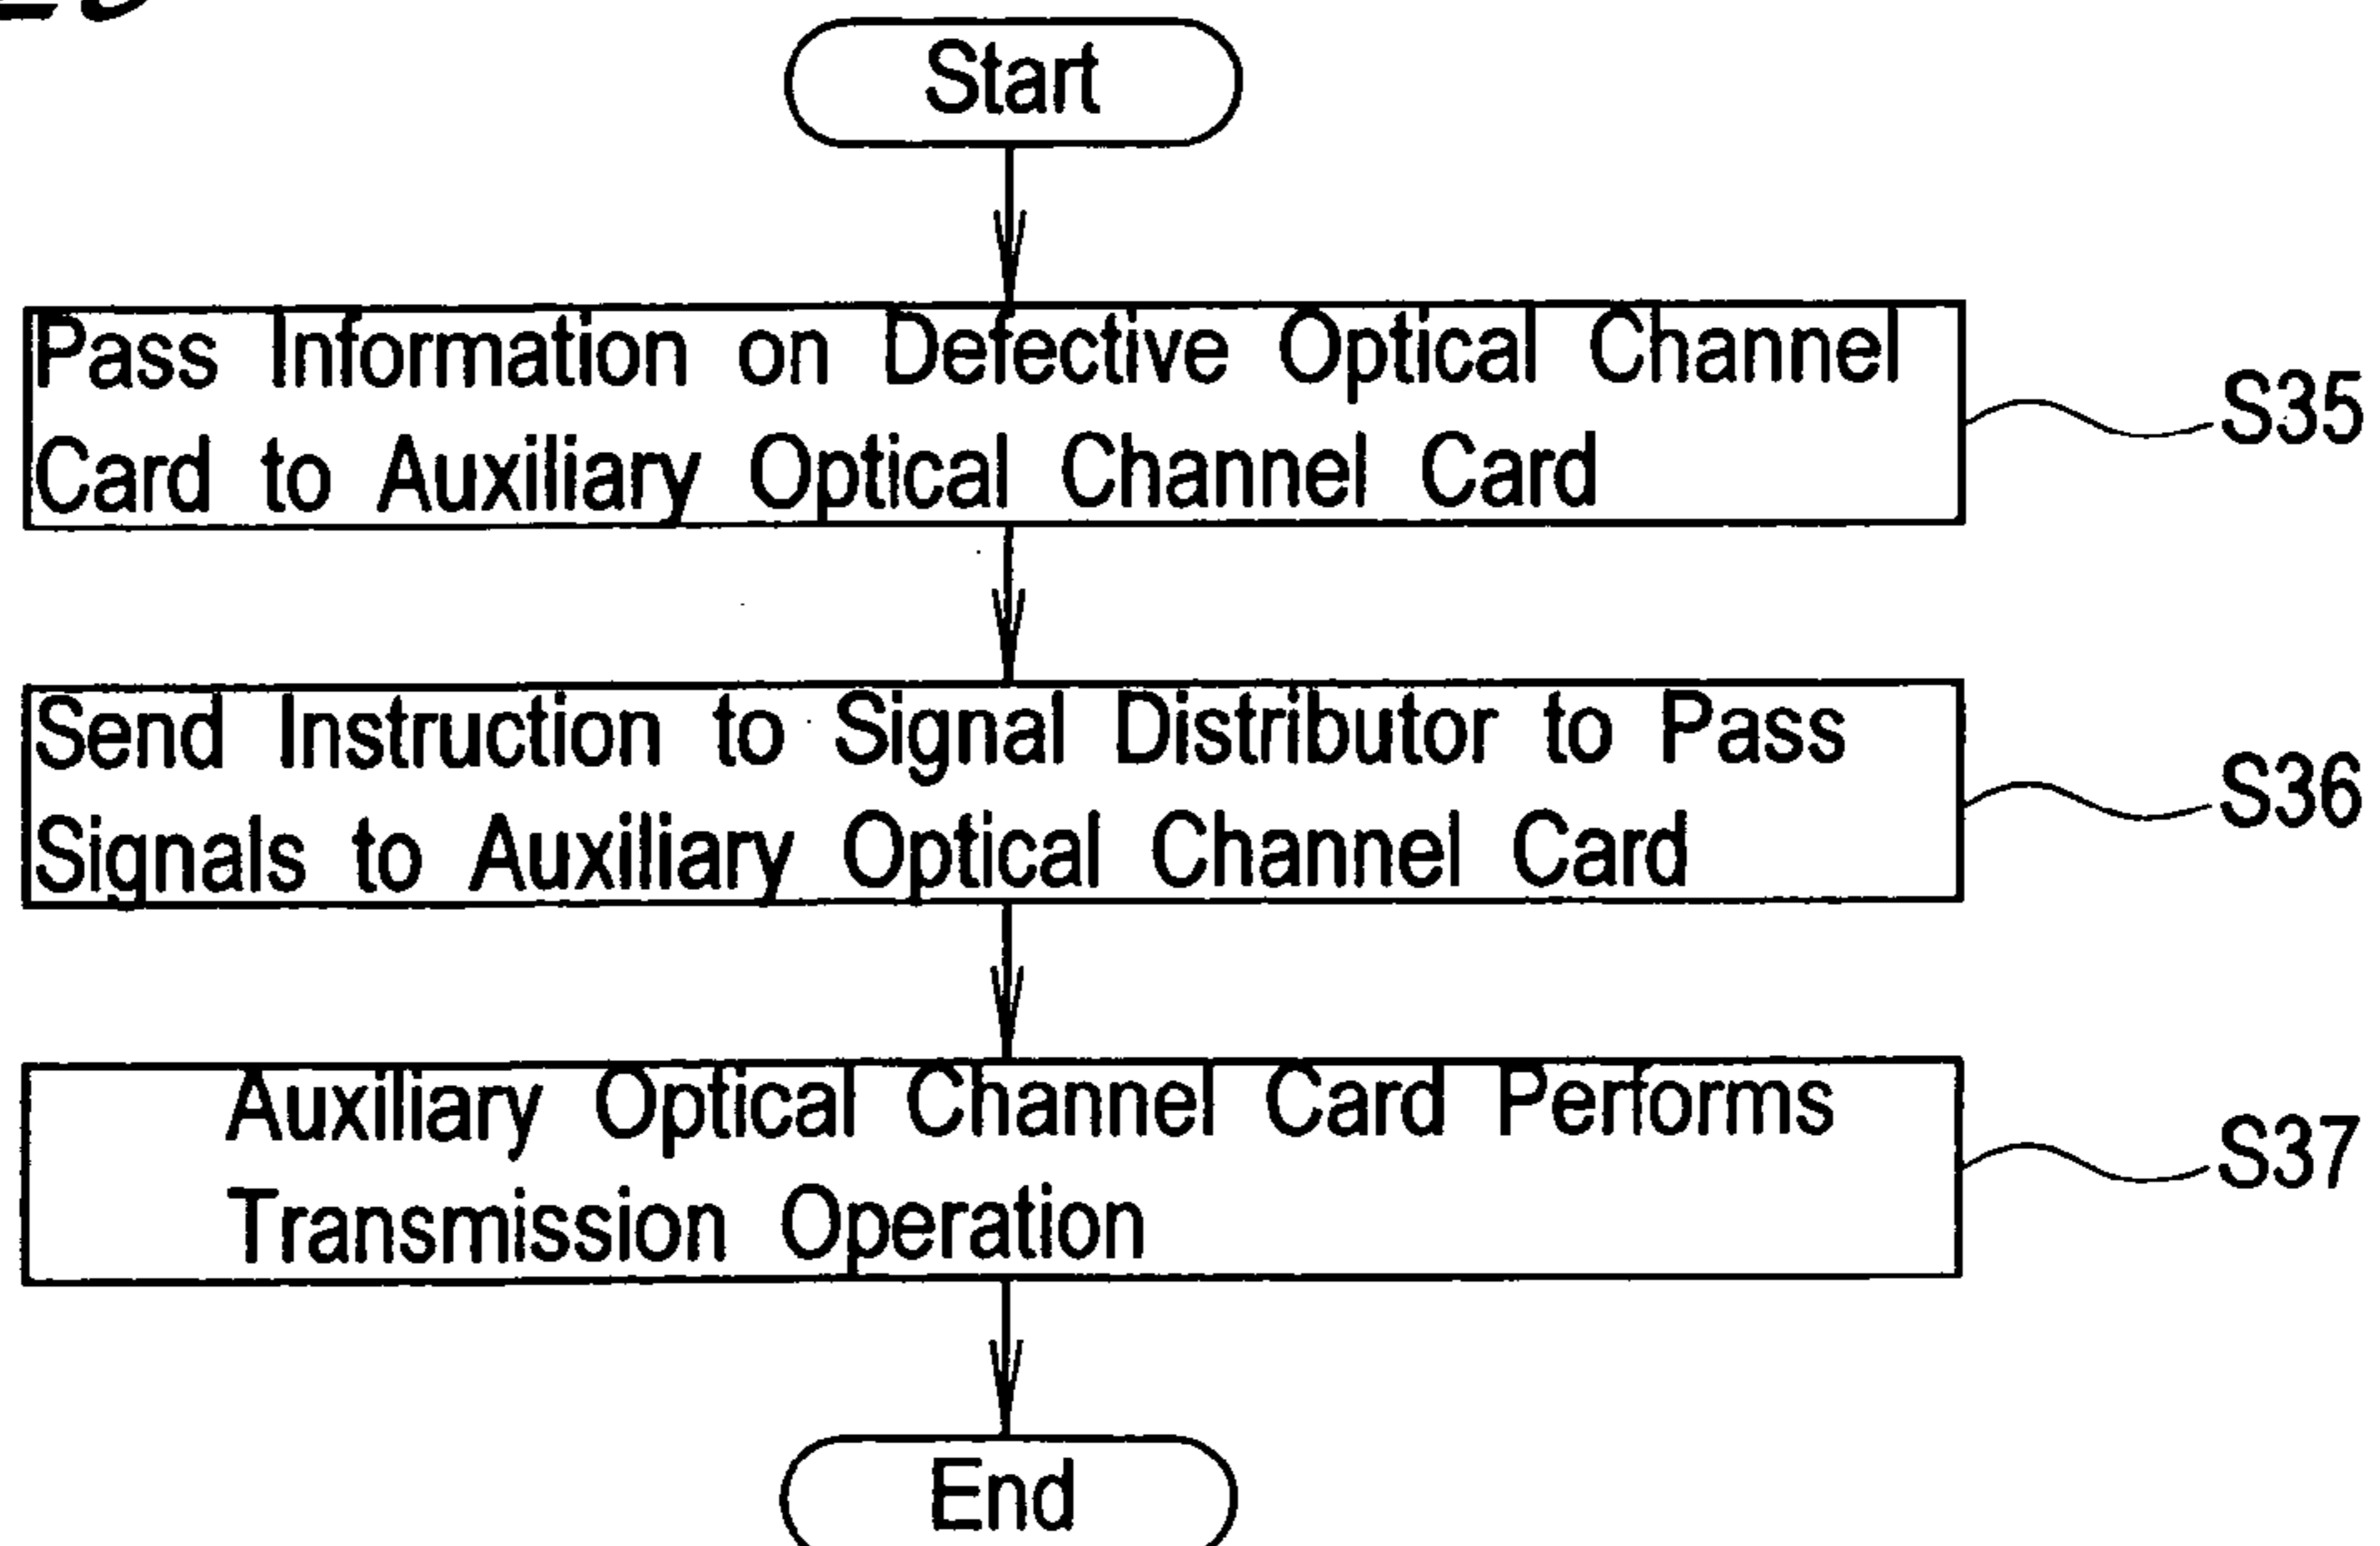 Start
Pass Information on Defective Optical Channel
Card to Auxiliary Optical Channel Card
S35
Send Instruction to Signal Distributor to Pass
Signals to Auxiliary Optical Channel Card
S36
Auxiliary Optical Channel Card Performs
Transmission Operation
S37
End